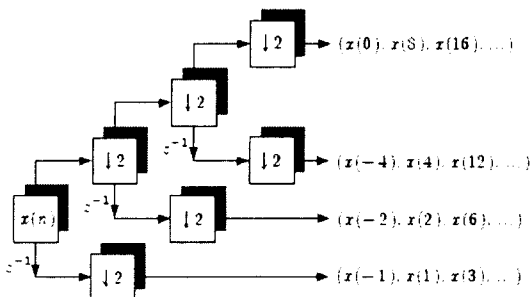 ↓2 (x(0). x(8). x(16). ...)
↓2
z⁻¹ ↓2 (x(-4). x(4). x(12). ...)
↓2
z⁻¹ ↓2 (x(-2). x(2). x(6). ...)
x(n)
z⁻¹ ↓2 (x(-1). x(1). x(3). ...)